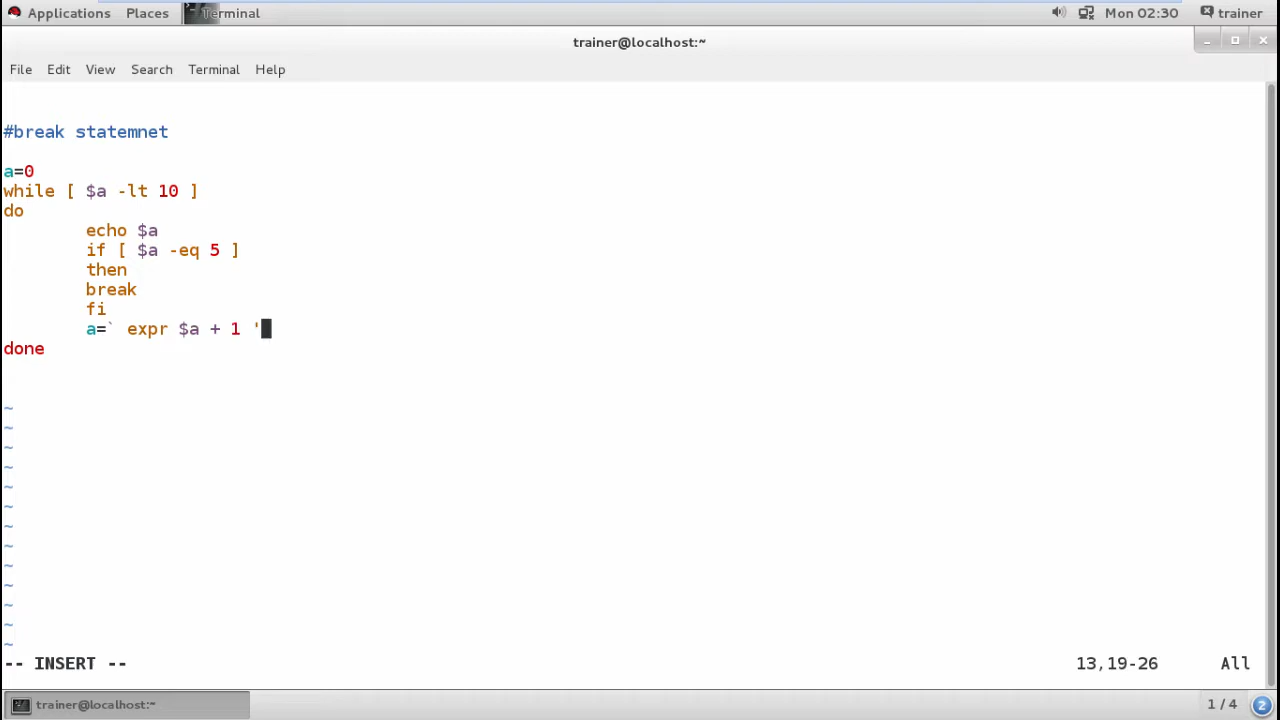 Applications Places Terminal Mon 02:30 trainer
trainer@localhost:~
File Edit View Search Terminal Help
#break statemnet
a=0
while [ $a -lt 10 ]
do
echo $a
if [ $a -eq 5 ]
then
break
fi
a=` expr $a + 1 '
done
~
~
~
~
~
~
~
~
~
~
~
~
~
-- INSERT -- 13,19-26 All
trainer@localhost:~ 1 / 4 2